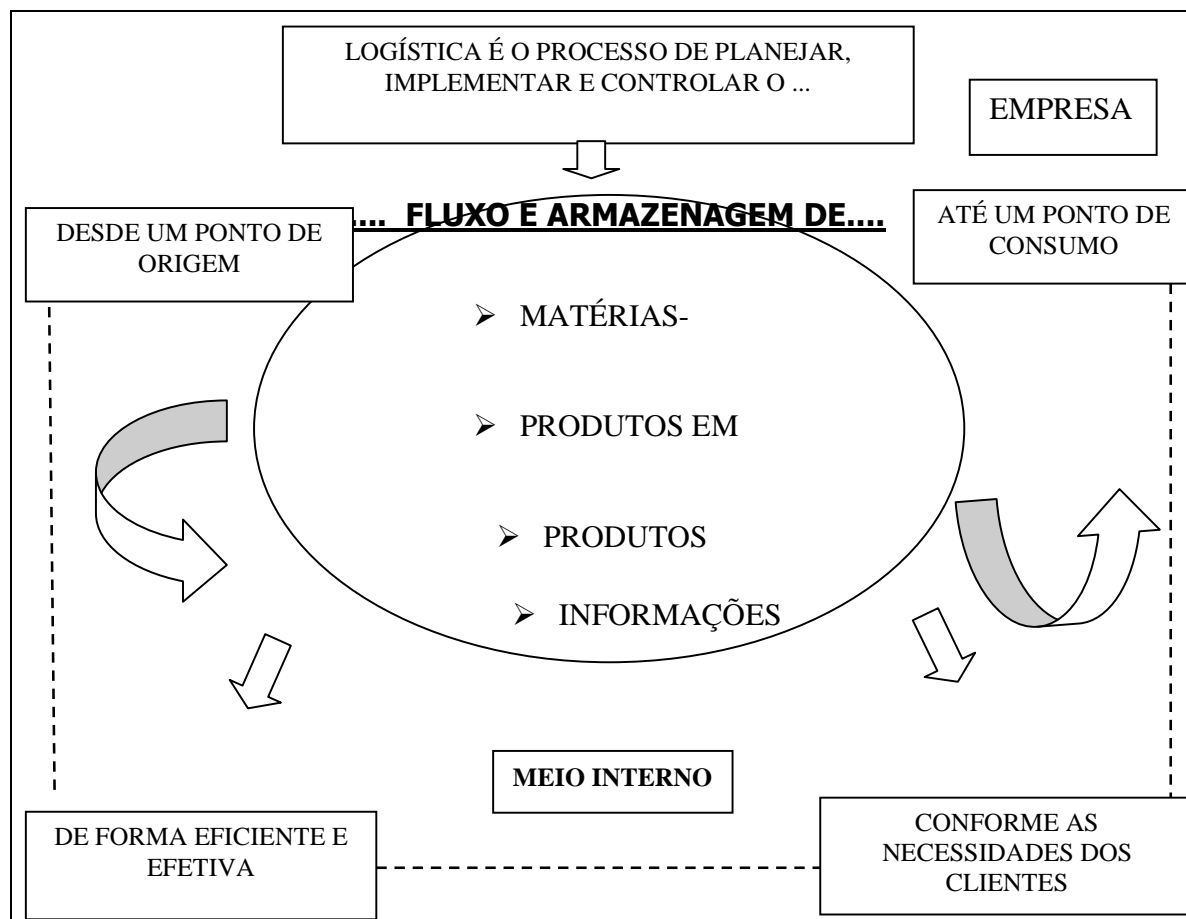 LOGÍSTICA É O PROCESSO DE PLANEJAR,
IMPLEMENTAR E CONTROLAR O ...
EMPRESA
.... FLUXO E ARMAZENAGEM DE....
DESDE UM PONTO DE
ORIGEM
ATÉ UM PONTO DE
CONSUMO
➢ MATÉRIAS-
➢ PRODUTOS EM
➢ PRODUTOS
➢ INFORMAÇÕES
MEIO INTERNO
DE FORMA EFICIENTE E
EFETIVA
CONFORME AS
NECESSIDADES DOS
CLIENTES